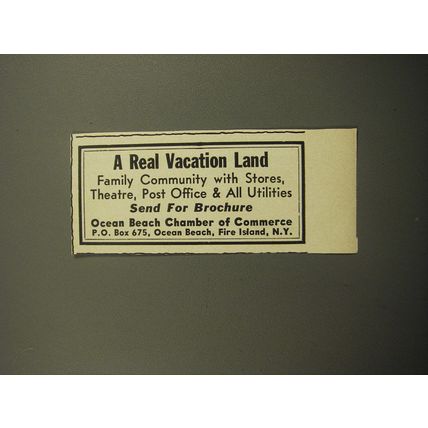 A Real Vacation Land
Family Community with Stores,
Theatre, Post Office & All Utilities
Send For Brochure
Ocean Beach Chamber of Commerce
P.O. Box 675, Ocean Beach, Fire Island, N.Y.